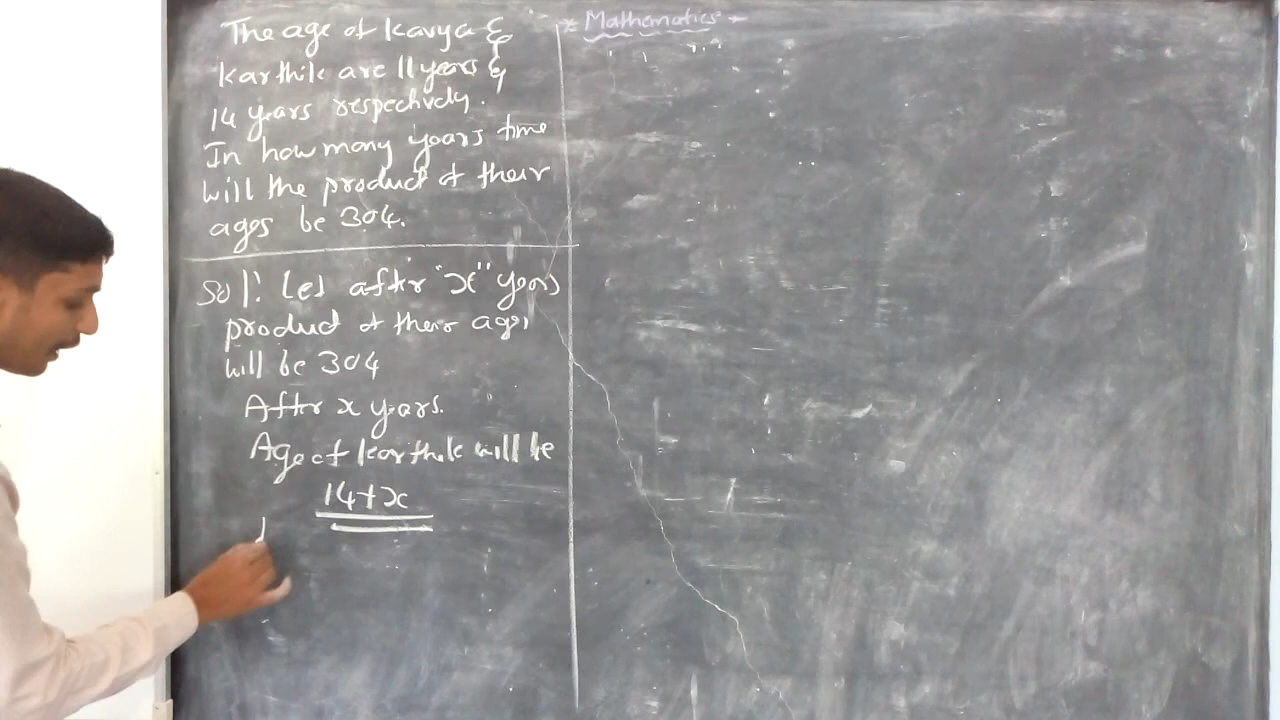 The age of Kavya &
Karthik are 11 years &
14 years respectively.
In how many years time
will the product of their
ages be 304.
Sol: Let after "x" years
product of their ages
will be 304
After x years.
Age of Karthik will be
14+x
* Mathematics -